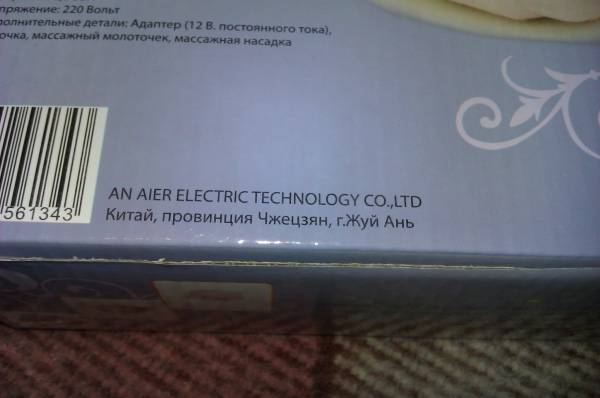 пряжение: 220 Вольт
полнительные детали: Адаптер (12 В. постоянного тока),
очка, массажный молоточек, массажная насадка
561343
AN AIER ELECTRIC TECHNOLOGY CO.,LTD
Китай, провинция Чжецзян, г.Жуй Ань